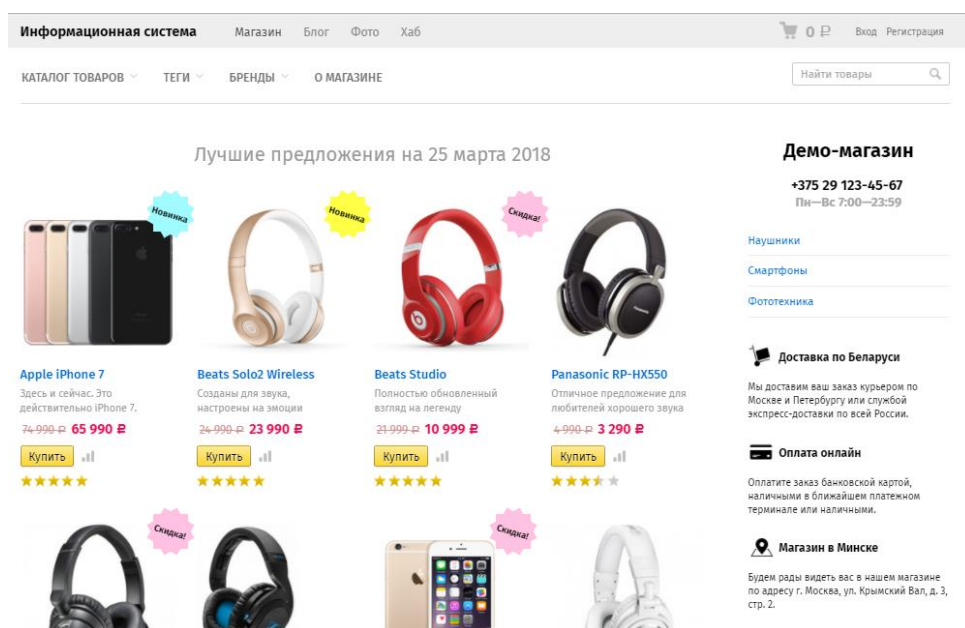 Информационная система Магазин Блог Фото Хаб 0 ₽ Вход Регистрация
КАТАЛОГ ТОВАРОВ ТЕГИ БРЕНДЫ О МАГАЗИНЕ Найти товары
Лучшие предложения на 25 марта 2018
Новинка
Новинка
Скидка!
Apple iPhone 7
Здесь и сейчас. Это
действительно iPhone 7.
74 990 ₽ 65 990 ₽
Купить
Beats Solo2 Wireless
Созданы для звука,
настроены на эмоции
24 990 ₽ 23 990 ₽
Купить
Beats Studio
Полностью обновленный
взгляд на легенду
21 999 ₽ 10 999 ₽
Купить
Panasonic RP-HX550
Отличное предложение для
любителей хорошего звука
4 990 ₽ 3 290 ₽
Купить
Скидка!
Скидка!
Демо-магазин
+375 29 123-45-67
Пн—Вс 7:00—23:59
Наушники
Смартфоны
Фототехника
Доставка по Беларуси
Мы доставим ваш заказ курьером по
Москве и Петербургу или службой
экспресс-доставки по всей России.
Оплата онлайн
Оплатите заказ банковской картой,
наличными в ближайшем платежном
терминале или наличными.
Магазин в Минске
Будем рады видеть вас в нашем магазине
по адресу г. Москва, ул. Крымский Вал, д. 3,
стр. 2.